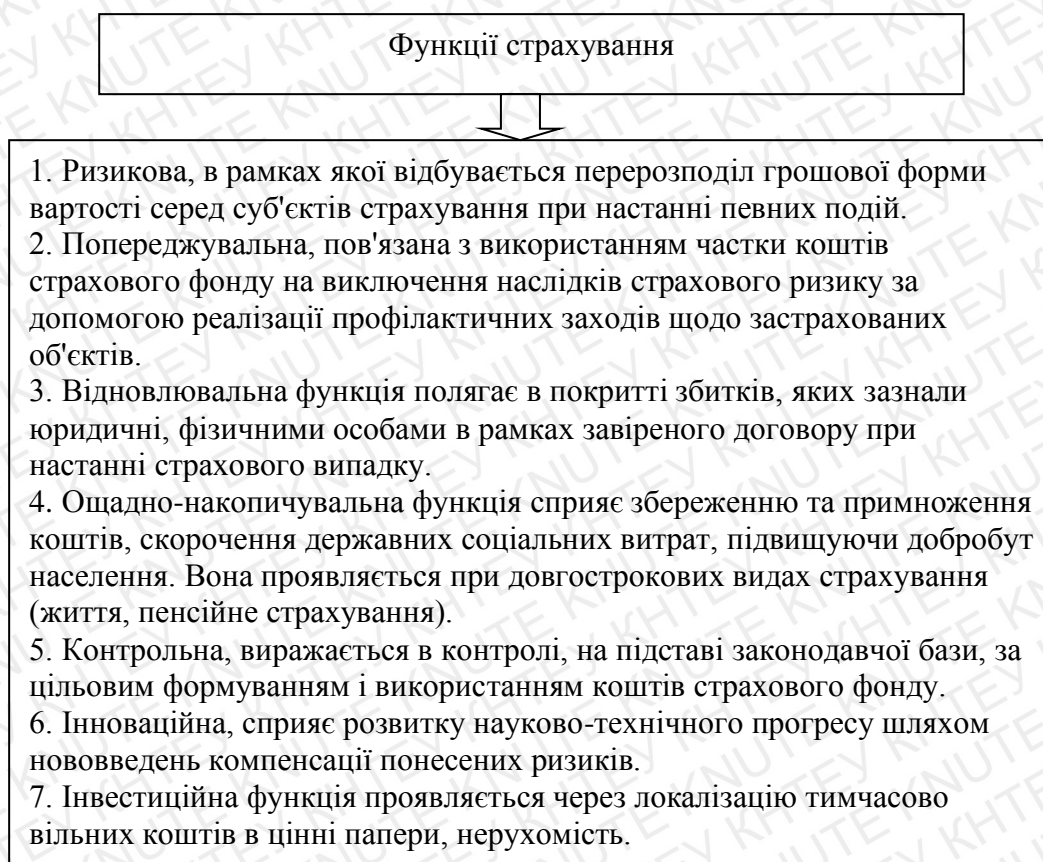 Функції страхування
1. Ризикова, в рамках якої відбувається перерозподіл грошової форми
вартості серед суб'єктів страхування при настанні певних подій.
2. Попереджувальна, пов'язана з використанням частки коштів
страхового фонду на виключення наслідків страхового ризику за
допомогою реалізації профілактичних заходів щодо застрахованих
об'єктів.
3. Відновлювальна функція полягає в покритті збитків, яких зазнали
юридичні, фізичними особами в рамках завіреного договору при
настанні страхового випадку.
4. Ощадно-накопичувальна функція сприяє збереженню та примноження
коштів, скорочення державних соціальних витрат, підвищуючи добробут
населення. Вона проявляється при довгострокових видах страхування
(життя, пенсійне страхування).
5. Контрольна, виражається в контролі, на підставі законодавчої бази, за
цільовим формуванням і використанням коштів страхового фонду.
6. Інноваційна, сприяє розвитку науково-технічного прогресу шляхом
нововведень компенсації понесених ризиків.
7. Інвестиційна функція проявляється через локалізацію тимчасово
вільних коштів в цінні папери, нерухомість.